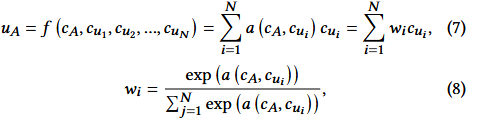 u_A = f (c_A, c_{u_1}, c_{u_2}, ..., c_{u_N}) = \sum_{i=1}^{N} a (c_A, c_{u_i}) c_{u_i} = \sum_{i=1}^{N} w_i c_{u_i}, (7)
w_i = \frac{exp (a (c_A, c_{u_i}))}{\sum_{j=1}^{N} exp (a (c_A, c_{u_i}))}, (8)